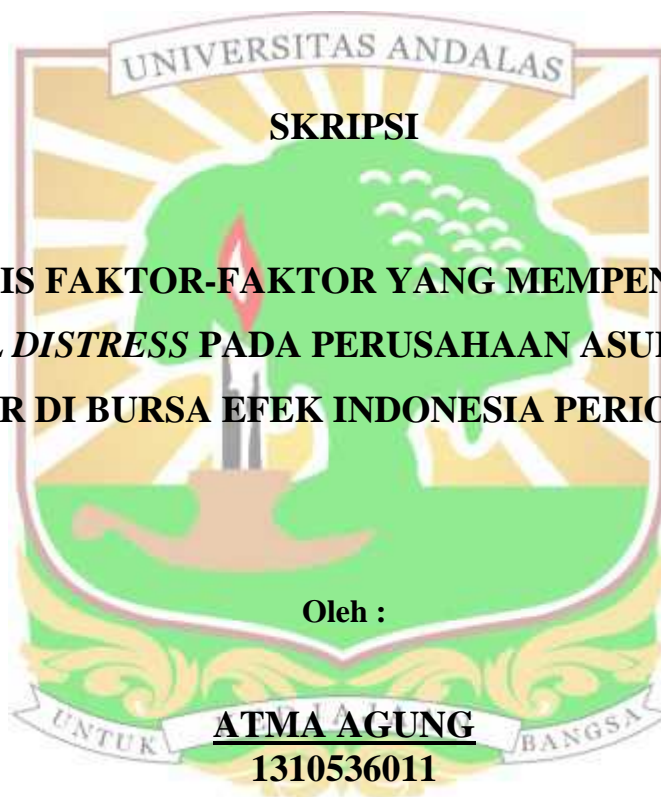 UNIVERSITAS ANDALAS
SKRIPSI
IS FAKTOR-FAKTOR YANG MEMPEN
DISTRESS PADA PERUSAHAAN ASU
R DI BURSA EFEK INDONESIA PERIO
Oleh :
UNTUK BANGSA
ATMA AGUNG
1310536011